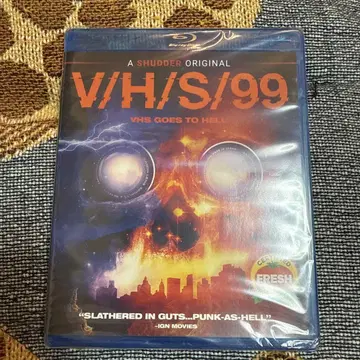 A SHUDDER ORIGINAL
V/H/S/99
VHS GOES TO HELL
FRESH
"SLATHERED IN GUTS...PUNK-AS-HELL"
-IGN MOVIES